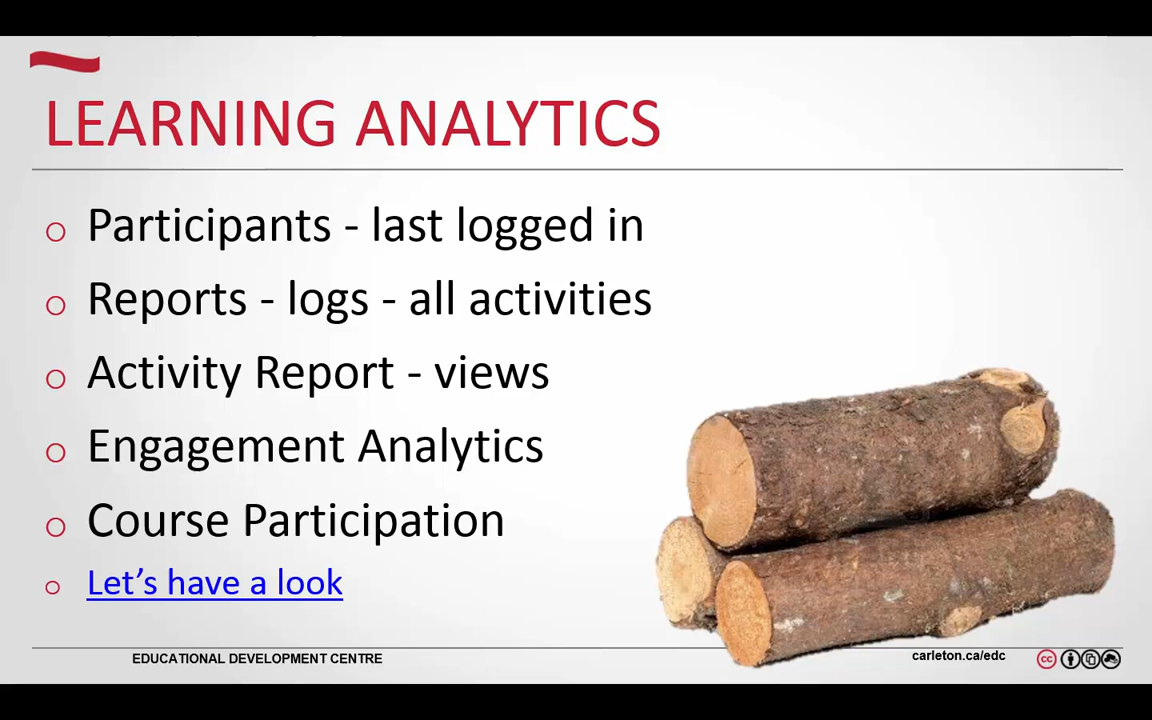 LEARNING ANALYTICS
o Participants - last logged in
o Reports - logs - all activities
o Activity Report - views
o Engagement Analytics
o Course Participation
o Let’s have a look
EDUCATIONAL DEVELOPMENT CENTRE
carleton.ca/edc
cc